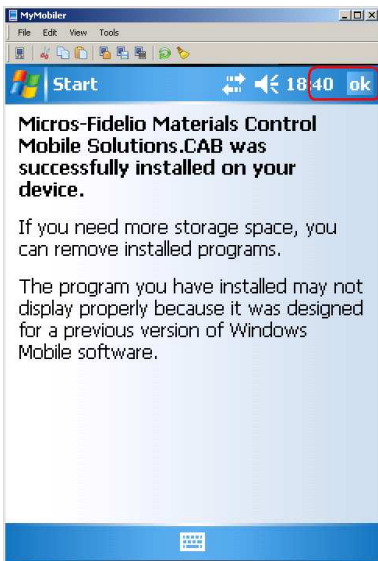 MyMobiler
File Edit View Tools
Start 18:40 ok
Micros-Fidelio Materials Control
Mobile Solutions.CAB was
successfully installed on your
device.
If you need more storage space, you
can remove installed programs.
The program you have installed may not
display properly because it was designed
for a previous version of Windows
Mobile software.